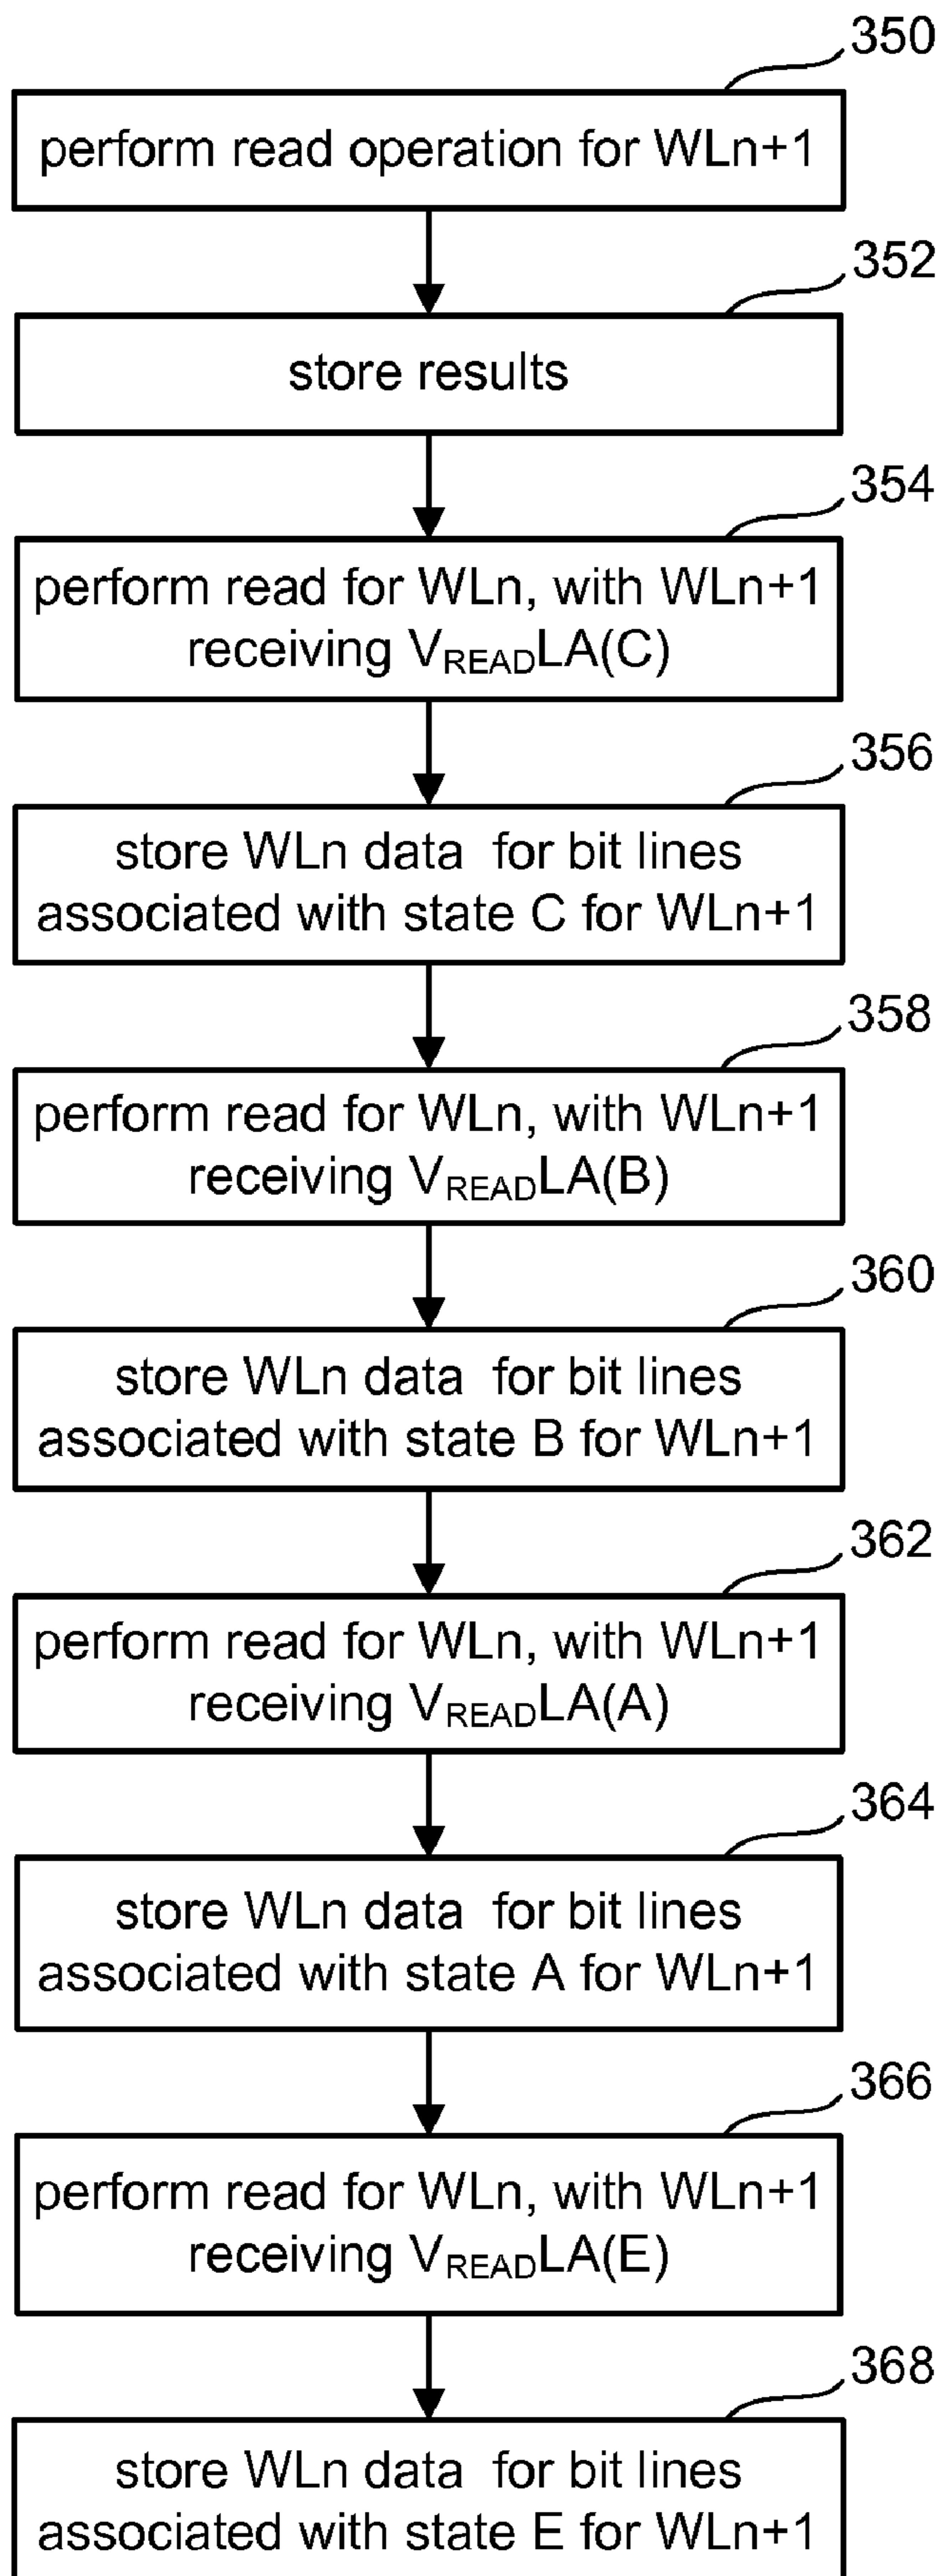 350
perform read operation for WLn+1
352
store results
354
perform read for WLn, with WLn+1
receiving VREADLA(C)
356
store WLn data for bit lines
associated with state C for WLn+1
358
perform read for WLn, with WLn+1
receiving VREADLA(B)
360
store WLn data for bit lines
associated with state B for WLn+1
362
perform read for WLn, with WLn+1
receiving VREADLA(A)
364
store WLn data for bit lines
associated with state A for WLn+1
366
perform read for WLn, with WLn+1
receiving VREADLA(E)
368
store WLn data for bit lines
associated with state E for WLn+1